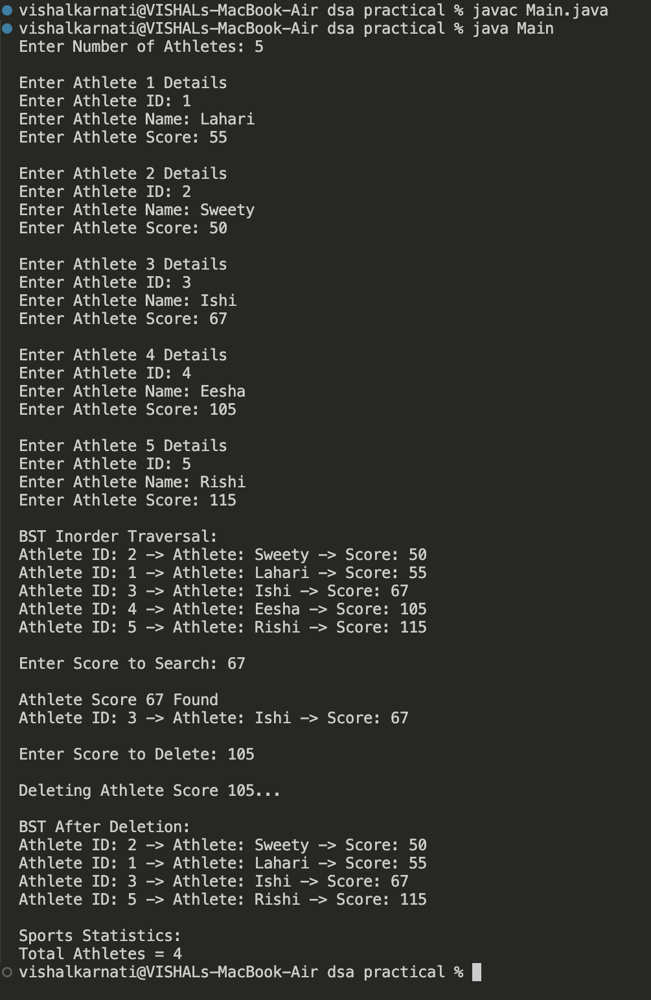 vishalkarnati@VISHALs-MacBook-Air dsa practical % javac Main.java
vishalkarnati@VISHALs-MacBook-Air dsa practical % java Main
Enter Number of Athletes: 5
Enter Athlete 1 Details
Enter Athlete ID: 1
Enter Athlete Name: Lahari
Enter Athlete Score: 55
Enter Athlete 2 Details
Enter Athlete ID: 2
Enter Athlete Name: Sweety
Enter Athlete Score: 50
Enter Athlete 3 Details
Enter Athlete ID: 3
Enter Athlete Name: Ishi
Enter Athlete Score: 67
Enter Athlete 4 Details
Enter Athlete ID: 4
Enter Athlete Name: Eesha
Enter Athlete Score: 105
Enter Athlete 5 Details
Enter Athlete ID: 5
Enter Athlete Name: Rishi
Enter Athlete Score: 115
BST Inorder Traversal:
Athlete ID: 2 -> Athlete: Sweety -> Score: 50
Athlete ID: 1 -> Athlete: Lahari -> Score: 55
Athlete ID: 3 -> Athlete: Ishi -> Score: 67
Athlete ID: 4 -> Athlete: Eesha -> Score: 105
Athlete ID: 5 -> Athlete: Rishi -> Score: 115
Enter Score to Search: 67
Athlete Score 67 Found
Athlete ID: 3 -> Athlete: Ishi -> Score: 67
Enter Score to Delete: 105
Deleting Athlete Score 105...
BST After Deletion:
Athlete ID: 2 -> Athlete: Sweety -> Score: 50
Athlete ID: 1 -> Athlete: Lahari -> Score: 55
Athlete ID: 3 -> Athlete: Ishi -> Score: 67
Athlete ID: 5 -> Athlete: Rishi -> Score: 115
Sports Statistics:
Total Athletes = 4
vishalkarnati@VISHALs-MacBook-Air dsa practical %